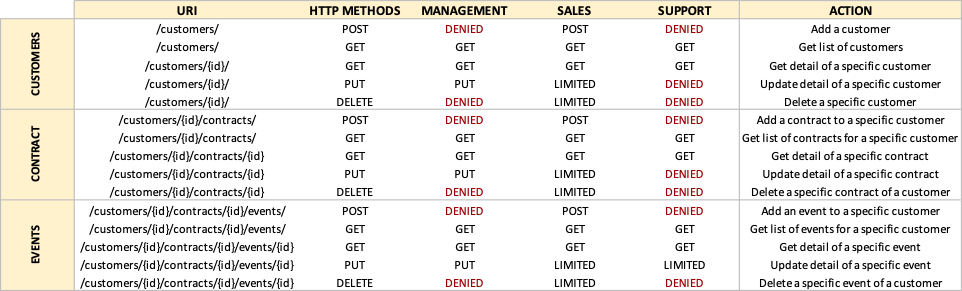 URI HTTP METHODS MANAGEMENT SALES SUPPORT ACTION
CUSTOMERS
/customers/ POST DENIED POST DENIED Add a customer
/customers/ GET GET GET GET Get list of customers
/customers/{id}/ GET GET GET GET Get detail of a specific customer
/customers/{id}/ PUT PUT LIMITED DENIED Update detail of a specific customer
/customers/{id}/ DELETE DENIED LIMITED DENIED Delete a specific customer
CONTRACT
/customers/{id}/contracts/ POST DENIED POST DENIED Add a contract to a specific customer
/customers/{id}/contracts/ GET GET GET GET Get list of contracts for a specific customer
/customers/{id}/contracts/{id} GET GET GET GET Get detail of a specific contract
/customers/{id}/contracts/{id} PUT PUT LIMITED DENIED Update detail of a specific contract
/customers/{id}/contracts/{id} DELETE DENIED LIMITED DENIED Delete a specific contract of a customer
EVENTS
/customers/{id}/contracts/{id}/events/ POST DENIED POST DENIED Add an event to a specific customer
/customers/{id}/contracts/{id}/events/ GET GET GET GET Get list of events for a specific customer
/customers/{id}/contracts/{id}/events/{id} GET GET GET GET Get detail of a specific event
/customers/{id}/contracts/{id}/events/{id} PUT PUT LIMITED LIMITED Update detail of a specific event
/customers/{id}/contracts/{id}/events/{id} DELETE DENIED LIMITED DENIED Delete a specific event of a customer